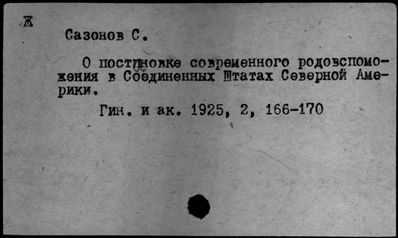 Ж
Сазонов С.
О постановке современного родовспомо-
жения в Соединенных Штатах Северной Аме-
рики.
Гин. и ак. 1925, 2, 166-170